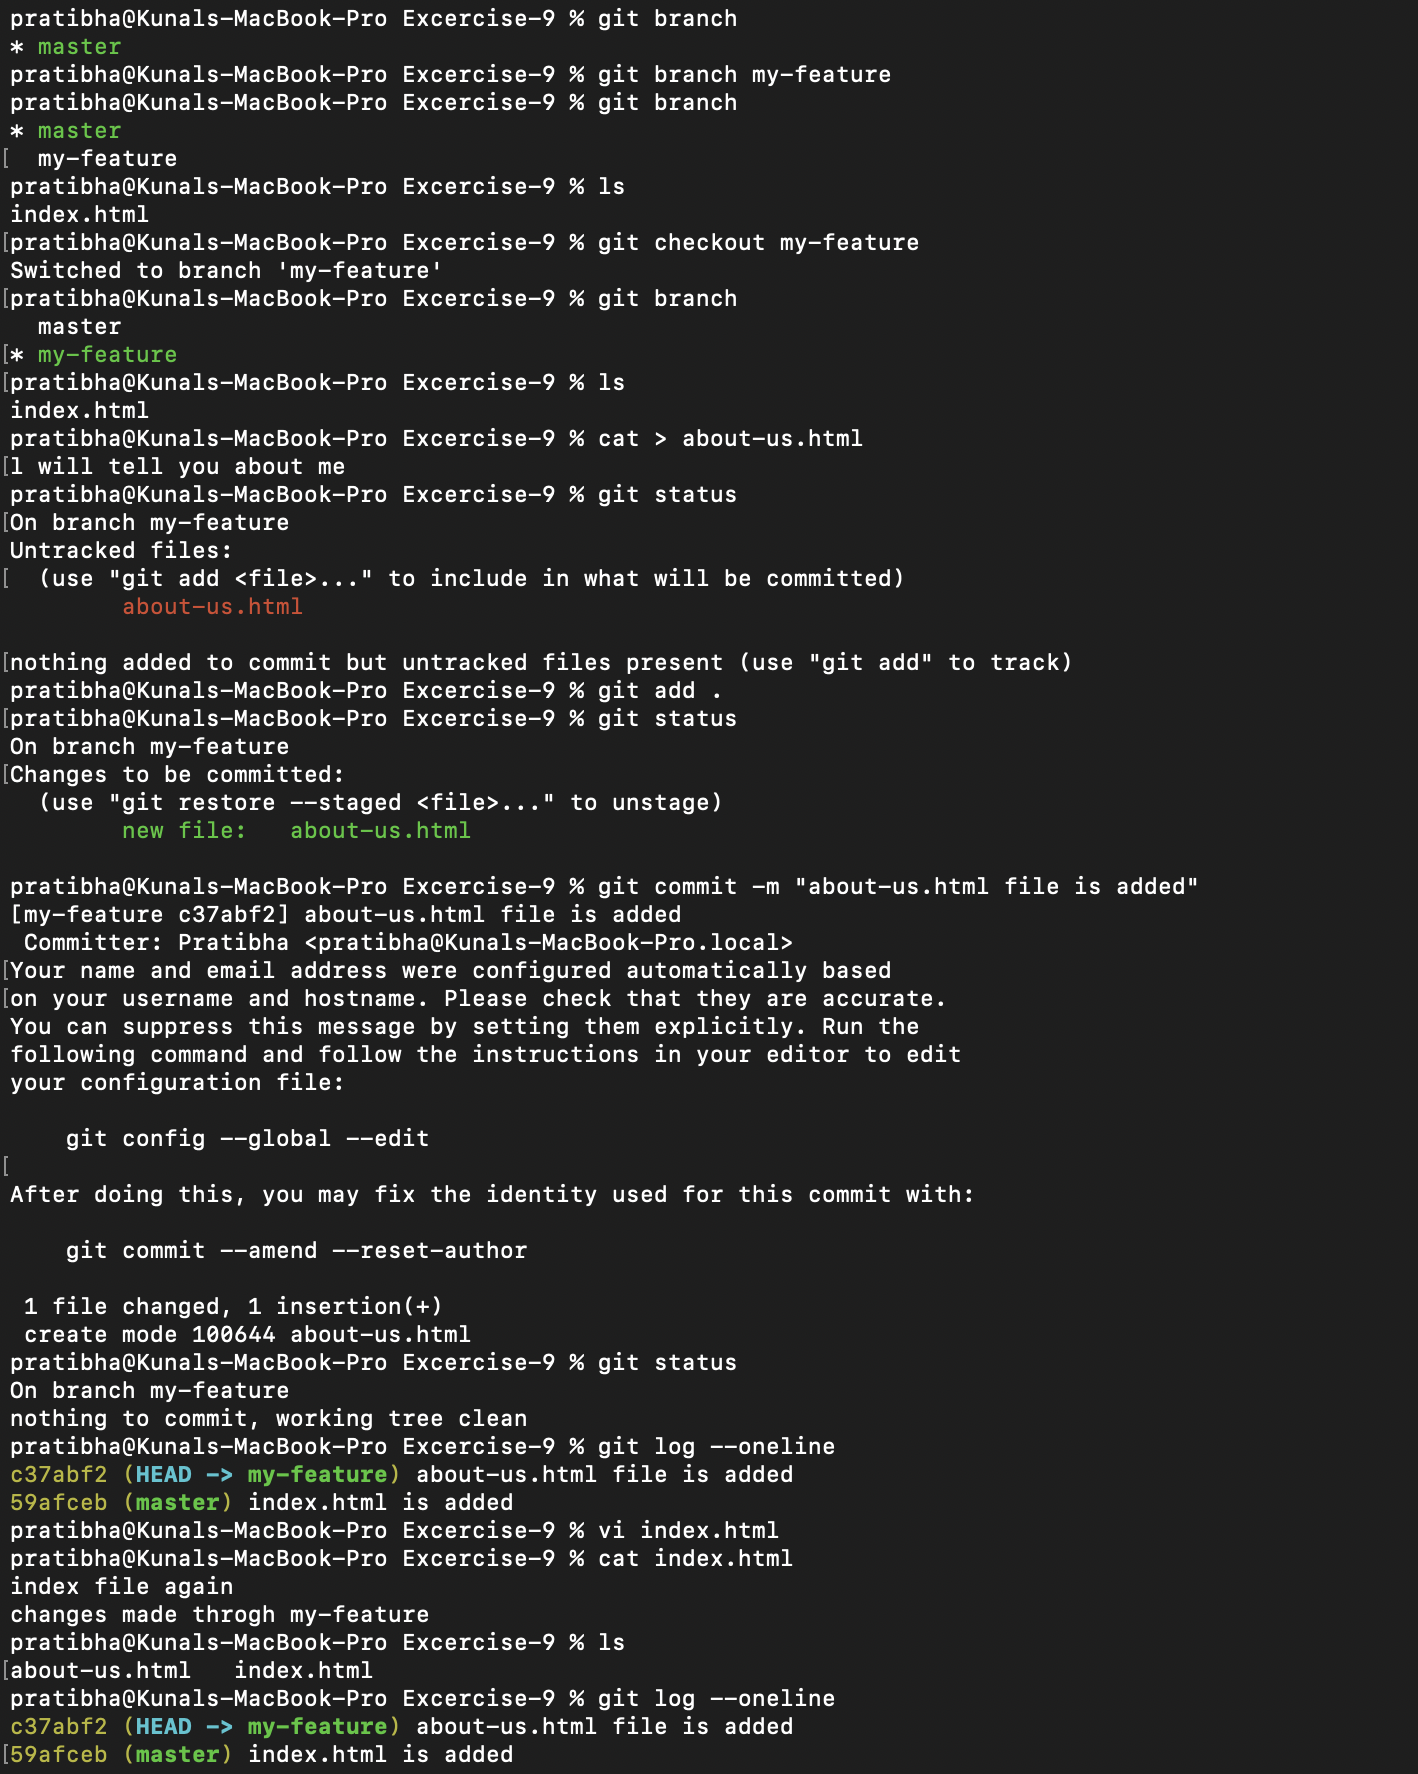 pratibha@Kunals-MacBook-Pro Excercise-9 % git branch
* master
pratibha@Kunals-MacBook-Pro Excercise-9 % git branch my-feature
pratibha@Kunals-MacBook-Pro Excercise-9 % git branch
* master
[  my-feature
pratibha@Kunals-MacBook-Pro Excercise-9 % ls
index.html
[pratibha@Kunals-MacBook-Pro Excercise-9 % git checkout my-feature
Switched to branch 'my-feature'
[pratibha@Kunals-MacBook-Pro Excercise-9 % git branch
  master
[* my-feature
[pratibha@Kunals-MacBook-Pro Excercise-9 % ls
index.html
pratibha@Kunals-MacBook-Pro Excercise-9 % cat > about-us.html
[l will tell you about me
pratibha@Kunals-MacBook-Pro Excercise-9 % git status
[On branch my-feature
Untracked files:
[  (use "git add <file>..." to include in what will be committed)
        about-us.html
[nothing added to commit but untracked files present (use "git add" to track)
pratibha@Kunals-MacBook-Pro Excercise-9 % git add .
[pratibha@Kunals-MacBook-Pro Excercise-9 % git status
On branch my-feature
[Changes to be committed:
  (use "git restore --staged <file>..." to unstage)
        new file:   about-us.html
pratibha@Kunals-MacBook-Pro Excercise-9 % git commit -m "about-us.html file is added"
[my-feature c37abf2] about-us.html file is added
 Committer: Pratibha <pratibha@Kunals-MacBook-Pro.local>
[Your name and email address were configured automatically based
[on your username and hostname. Please check that they are accurate.
You can suppress this message by setting them explicitly. Run the
following command and follow the instructions in your editor to edit
your configuration file:
    git config --global --edit
[
After doing this, you may fix the identity used for this commit with:
    git commit --amend --reset-author
 1 file changed, 1 insertion(+)
 create mode 100644 about-us.html
pratibha@Kunals-MacBook-Pro Excercise-9 % git status
On branch my-feature
nothing to commit, working tree clean
pratibha@Kunals-MacBook-Pro Excercise-9 % git log --oneline
c37abf2 (HEAD -> my-feature) about-us.html file is added
59afceb (master) index.html is added
pratibha@Kunals-MacBook-Pro Excercise-9 % vi index.html
pratibha@Kunals-MacBook-Pro Excercise-9 % cat index.html
index file again
changes made throgh my-feature
pratibha@Kunals-MacBook-Pro Excercise-9 % ls
[about-us.html   index.html
pratibha@Kunals-MacBook-Pro Excercise-9 % git log --oneline
c37abf2 (HEAD -> my-feature) about-us.html file is added
[59afceb (master) index.html is added